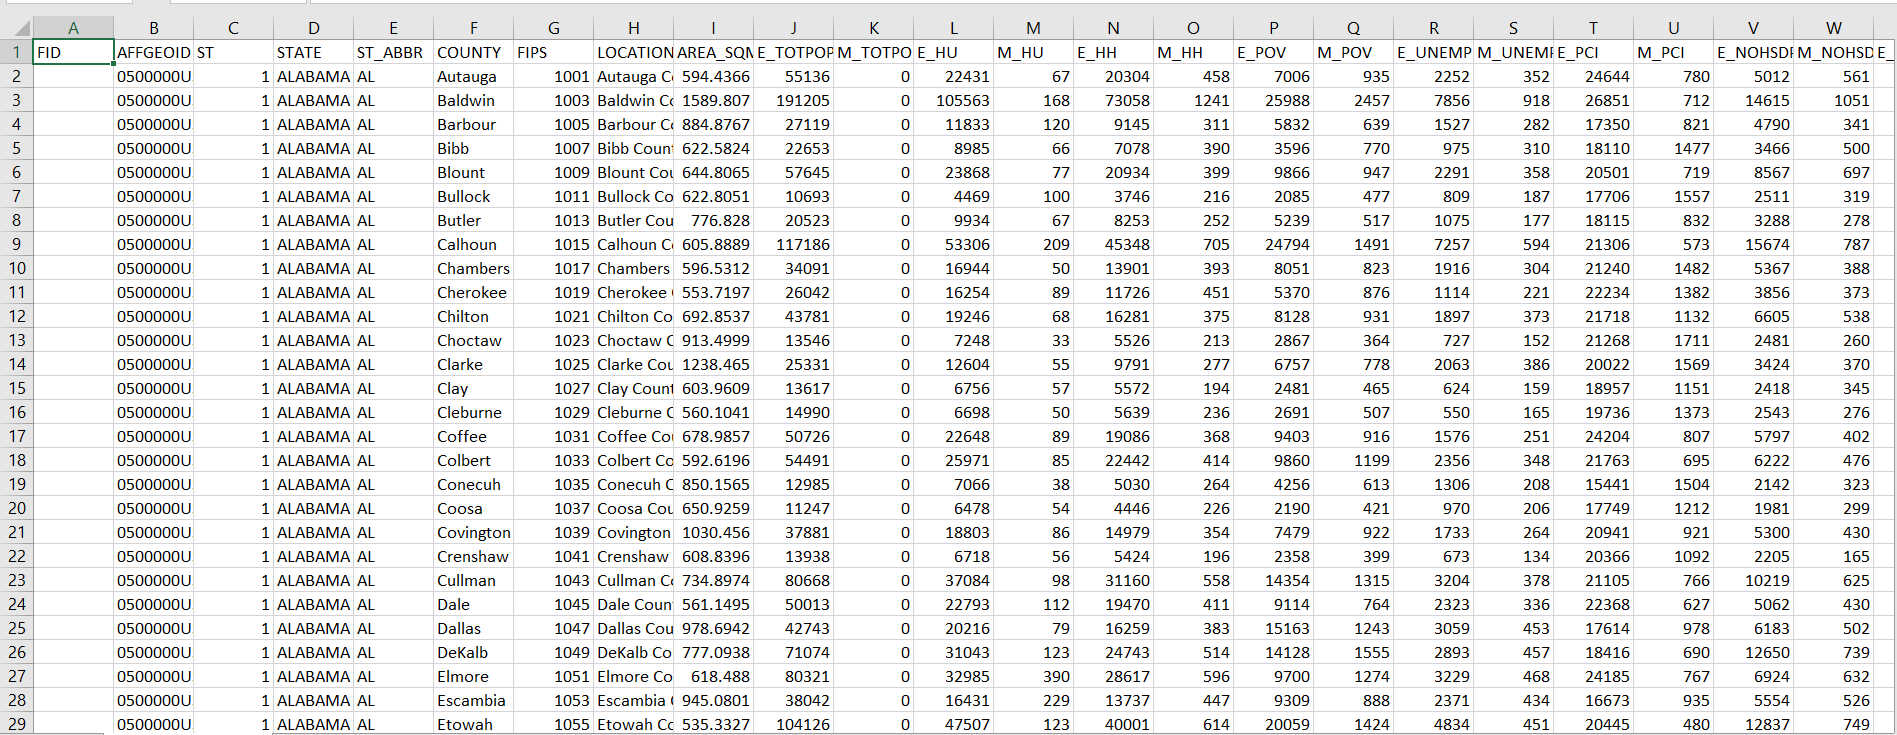 A B C D E F G H I J K L M N O P Q R S T U V W
1 FID AFFGEOID ST STATE ST_ABBR COUNTY FIPS LOCATION AREA_SQM E_TOTPOP M_TOTPO E_HU M_HU E_HH M_HH E_POV M_POV E_UNEMP M_UNEMP E_PCI M_PCI E_NOHSDP M_NOHSD E_
2 0500000U 1 ALABAMA AL Autauga 1001 Autauga Co 594.4366 55136 0 22431 67 20304 458 7006 935 2252 352 24644 780 5012 561
3 0500000U 1 ALABAMA AL Baldwin 1003 Baldwin Co 1589.807 191205 0 105563 168 73058 1241 25988 2457 7856 918 26851 712 14615 1051
4 0500000U 1 ALABAMA AL Barbour 1005 Barbour Co 884.8767 27119 0 11833 120 9145 311 5832 639 1527 282 17350 821 4790 341
5 0500000U 1 ALABAMA AL Bibb 1007 Bibb Count 622.5824 22653 0 8985 66 7078 390 3596 770 975 310 18110 1477 3466 500
6 0500000U 1 ALABAMA AL Blount 1009 Blount Cou 644.8065 57645 0 23868 77 20934 399 9866 947 2291 358 20501 719 8567 697
7 0500000U 1 ALABAMA AL Bullock 1011 Bullock Co 622.8051 10693 0 4469 100 3746 216 2085 477 809 187 17706 1557 2511 319
8 0500000U 1 ALABAMA AL Butler 1013 Butler Cou 776.828 20523 0 9934 67 8253 252 5239 517 1075 177 18115 832 3288 278
9 0500000U 1 ALABAMA AL Calhoun 1015 Calhoun C 605.8889 117186 0 53306 209 45348 705 24794 1491 7257 594 21306 573 15674 787
10 0500000U 1 ALABAMA AL Chambers 1017 Chambers 596.5312 34091 0 16944 50 13901 393 8051 823 1916 304 21240 1482 5367 388
11 0500000U 1 ALABAMA AL Cherokee 1019 Cherokee 553.7197 26042 0 16254 89 11726 451 5370 876 1114 221 22234 1382 3856 373
12 0500000U 1 ALABAMA AL Chilton 1021 Chilton Co 692.8537 43781 0 19246 68 16281 375 8128 931 1897 373 21718 1132 6605 538
13 0500000U 1 ALABAMA AL Choctaw 1023 Choctaw C 913.4999 13546 0 7248 33 5526 213 2867 364 727 152 21268 1711 2481 260
14 0500000U 1 ALABAMA AL Clarke 1025 Clarke Cou 1238.465 25331 0 12604 55 9791 277 6757 778 2063 386 20022 1569 3424 370
15 0500000U 1 ALABAMA AL Clay 1027 Clay Count 603.9609 13617 0 6756 57 5572 194 2481 465 624 159 18957 1151 2418 345
16 0500000U 1 ALABAMA AL Cleburne 1029 Cleburne C 560.1041 14990 0 6698 50 5639 236 2691 507 550 165 19736 1373 2543 276
17 0500000U 1 ALABAMA AL Coffee 1031 Coffee Cou 678.9857 50726 0 22648 89 19086 368 9403 916 1576 251 24204 807 5797 402
18 0500000U 1 ALABAMA AL Colbert 1033 Colbert Co 592.6196 54491 0 25971 85 22442 414 9860 1199 2356 348 21763 695 6222 476
19 0500000U 1 ALABAMA AL Conecuh 1035 Conecuh C 850.1565 12985 0 7066 38 5030 264 4256 613 1306 208 15441 1504 2142 323
20 0500000U 1 ALABAMA AL Coosa 1037 Coosa Cou 650.9259 11247 0 6478 54 4446 226 2190 421 970 206 17749 1212 1981 299
21 0500000U 1 ALABAMA AL Covington 1039 Covington 1030.456 37881 0 18803 86 14979 354 7479 922 1733 264 20941 921 5300 430
22 0500000U 1 ALABAMA AL Crenshaw 1041 Crenshaw 608.8396 13938 0 6718 56 5424 196 2358 399 673 134 20366 1092 2205 165
23 0500000U 1 ALABAMA AL Cullman 1043 Cullman Co 734.8974 80668 0 37084 98 31160 558 14354 1315 3204 378 21105 766 10219 625
24 0500000U 1 ALABAMA AL Dale 1045 Dale Coun 561.1495 50013 0 22793 112 19470 411 9114 764 2323 336 22368 627 5062 430
25 0500000U 1 ALABAMA AL Dallas 1047 Dallas Cou 978.6942 42743 0 20216 79 16259 383 15163 1243 3059 453 17614 978 6183 502
26 0500000U 1 ALABAMA AL DeKalb 1049 DeKalb Co 777.0938 71074 0 31043 123 24743 514 14128 1555 2893 457 18416 690 12650 739
27 0500000U 1 ALABAMA AL Elmore 1051 Elmore Co 618.488 80321 0 32985 390 28617 596 9700 1274 3229 468 24185 767 6924 632
28 0500000U 1 ALABAMA AL Escambia 1053 Escambia 945.0801 38042 0 16431 229 13737 447 9309 888 2371 434 16673 935 5554 526
29 0500000U 1 ALABAMA AL Etowah 1055 Etowah Co 535.3327 104126 0 47507 123 40001 614 20059 1424 4834 451 20445 480 12837 749